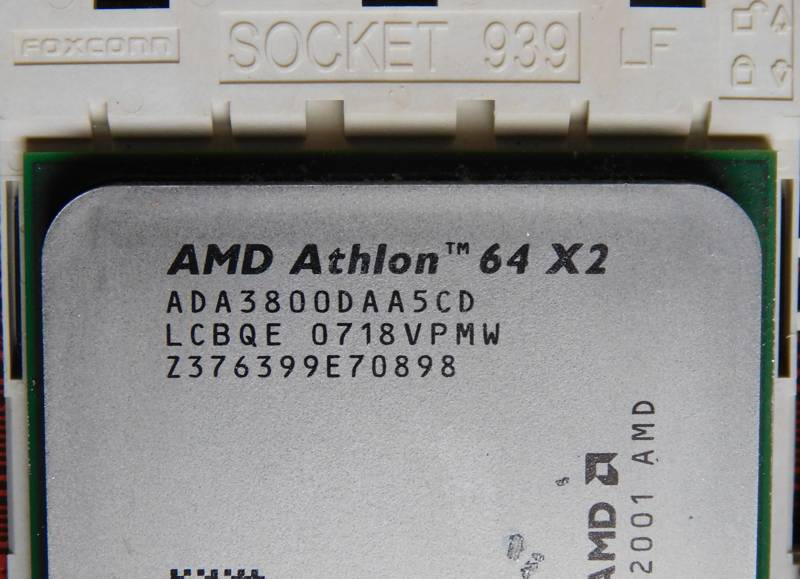 FOXCONN
SOCKET 939
LF
AMD Athlon™ 64 X2
ADA3800DAA5CD
LCBQE 0718VPMW
Z376399E70898
AMD
2001 AMD